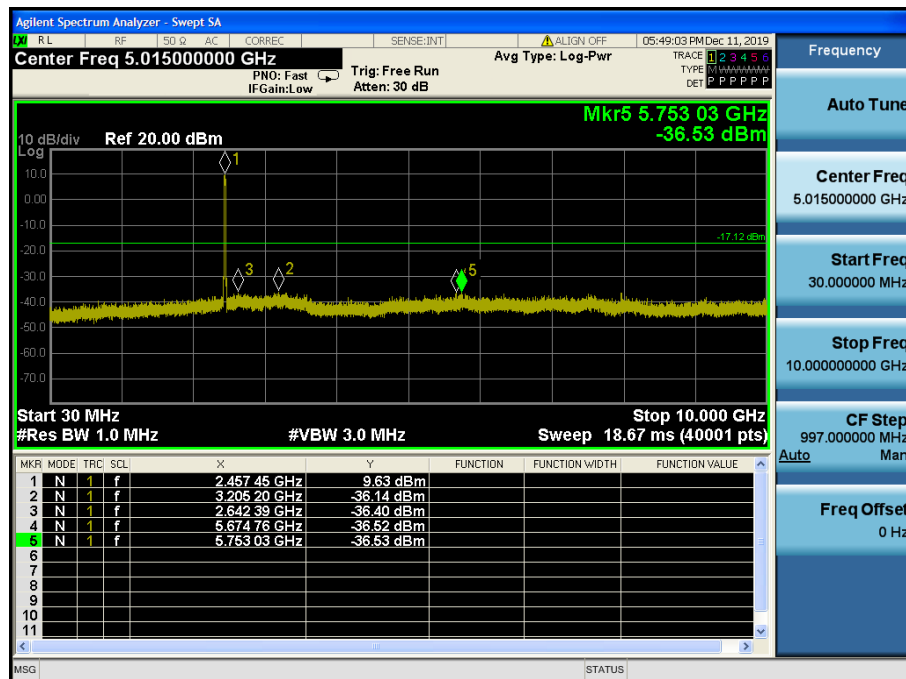 Agilent Spectrum Analyzer - Swept SA
LXI RL RF 50 Ω AC CORREC SENSE:INT ALIGN OFF 05:49:03 PM Dec 11, 2019
Center Freq 5.015000000 GHz
PNO: Fast
IFGain:Low
Trig: Free Run
Atten: 30 dB
Avg Type: Log-Pwr
TRACE 1 2 3 4 5 6
TYPE M WWWWW
DET P P P P P P
Mkr5 5.753 03 GHz
-36.53 dBm
10 dB/div Ref 20.00 dBm
Log
10.0
0.00
-10.0
-20.0
-30.0
-40.0
-50.0
-60.0
-70.0
1
3
2
5
-17.12 dBm
Start 30 MHz Stop 10.000 GHz
#Res BW 1.0 MHz #VBW 3.0 MHz Sweep 18.67 ms (40001 pts)
MKR MODE TRC SCL X Y FUNCTION FUNCTION WIDTH FUNCTION VALUE
1 N 1 f 2.457 45 GHz 9.63 dBm
2 N 1 f 3.205 20 GHz -36.14 dBm
3 N 1 f 2.642 39 GHz -36.40 dBm
4 N 1 f 5.674 76 GHz -36.52 dBm
5 N 1 f 5.753 03 GHz -36.53 dBm
6
7
8
9
10
11
MSG STATUS
Frequency
Auto Tune
Center Freq
5.015000000 GHz
Start Freq
30.000000 MHz
Stop Freq
10.000000000 GHz
CF Step
997.000000 MHz
Auto Man
Freq Offset
0 Hz